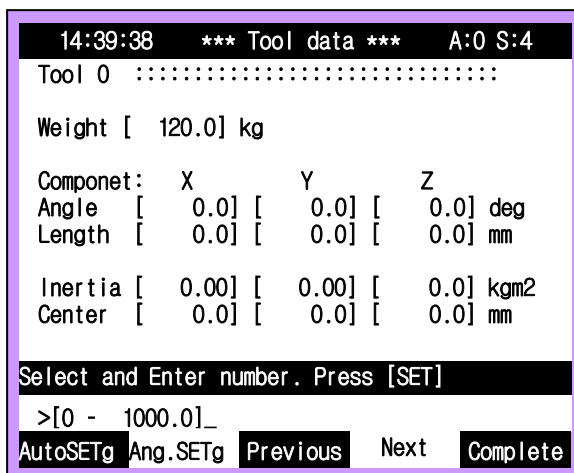 14:39:38 *** Tool data *** A:0 S:4
Tool 0 ::::::::::::::::::::::::::::::
Weight [ 120.0] kg
Componet: X Y Z
Angle [ 0.0] [ 0.0] [ 0.0] deg
Length [ 0.0] [ 0.0] [ 0.0] mm
Inertia [ 0.00] [ 0.00] [ 0.0] kgm2
Center [ 0.0] [ 0.0] [ 0.0] mm
Select and Enter number. Press [SET]
>[0 - 1000.0]_
AutoSETg Ang.SETg Previous Next Complete